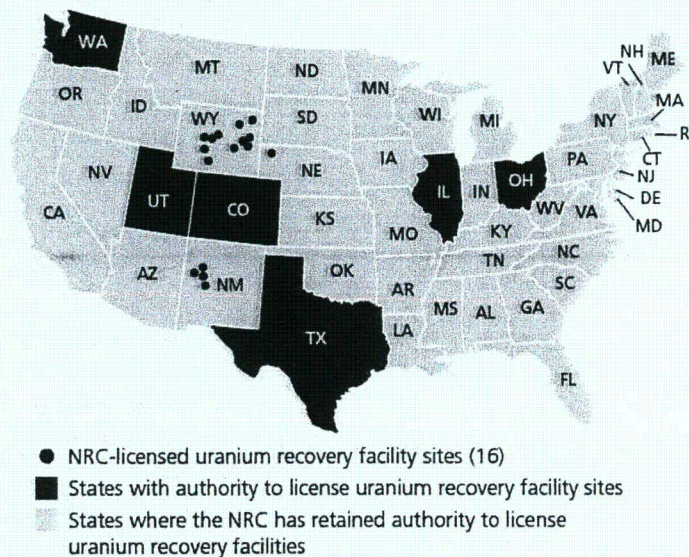 WA
MT
ND
MN
NH
ME
VT
OR
ID
WY
SD
WI
MI
NY
MA
R
CT
NJ
DE
MD
NV
UT
CO
NE
IA
IL
IN
OH
PA
WV
VA
CA
KS
MO
KY
AZ
NM
OK
AR
TN
NC
SC
TX
LA
MS
AL
GA
FL
NRC-licensed uranium recovery facility sites (16)
States with authority to license uranium recovery facility sites
States where the NRC has retained authority to license
uranium recovery facilities